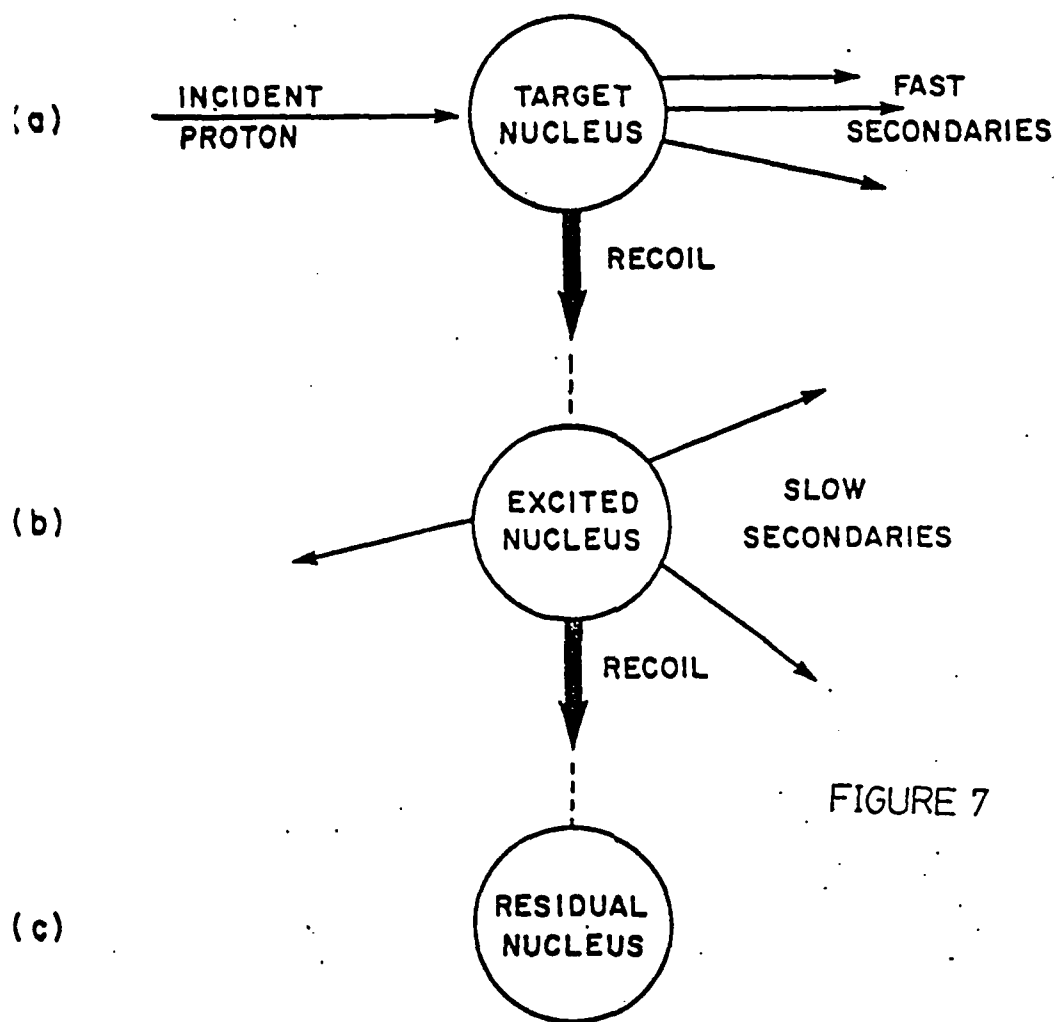 (a)
INCIDENT
PROTON
TARGET
NUCLEUS
FAST
SECONDARIES
RECOIL
(b)
EXCITED
NUCLEUS
SLOW
SECONDARIES
RECOIL
FIGURE 7
(c)
RESIDUAL
NUCLEUS